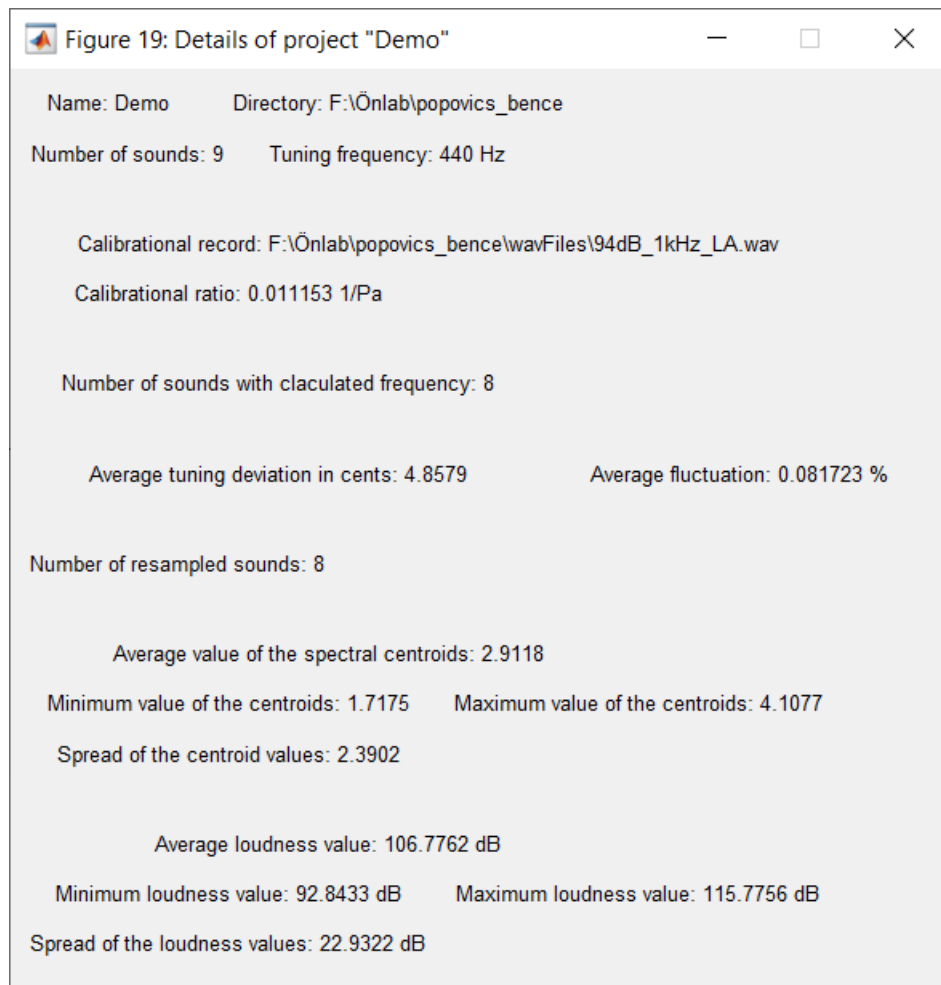 Figure 19: Details of project "Demo"
Name: Demo Directory: F:\Önlab\popovics_bence
Number of sounds: 9 Tuning frequency: 440 Hz
Calibrational record: F:\Önlab\popovics_bence\wavFiles\94dB_1kHz_LA.wav
Calibrational ratio: 0.011153 1/Pa
Number of sounds with claculated frequency: 8
Average tuning deviation in cents: 4.8579 Average fluctuation: 0.081723 %
Number of resampled sounds: 8
Average value of the spectral centroids: 2.9118
Minimum value of the centroids: 1.7175 Maximum value of the centroids: 4.1077
Spread of the centroid values: 2.3902
Average loudness value: 106.7762 dB
Minimum loudness value: 92.8433 dB Maximum loudness value: 115.7756 dB
Spread of the loudness values: 22.9322 dB